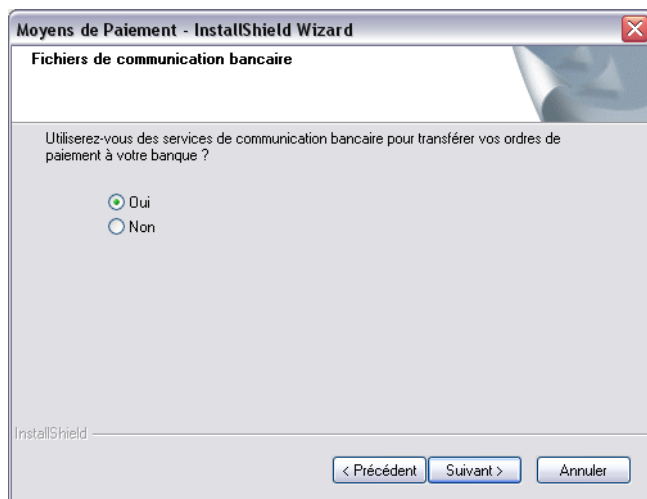 Moyens de Paiement - InstallShield Wizard
Fichiers de communication bancaire
Utiliserez-vous des services de communication bancaire pour transférer vos ordres de
paiement à votre banque ?
Oui
Non
InstallShield
< Précédent Suivant > Annuler